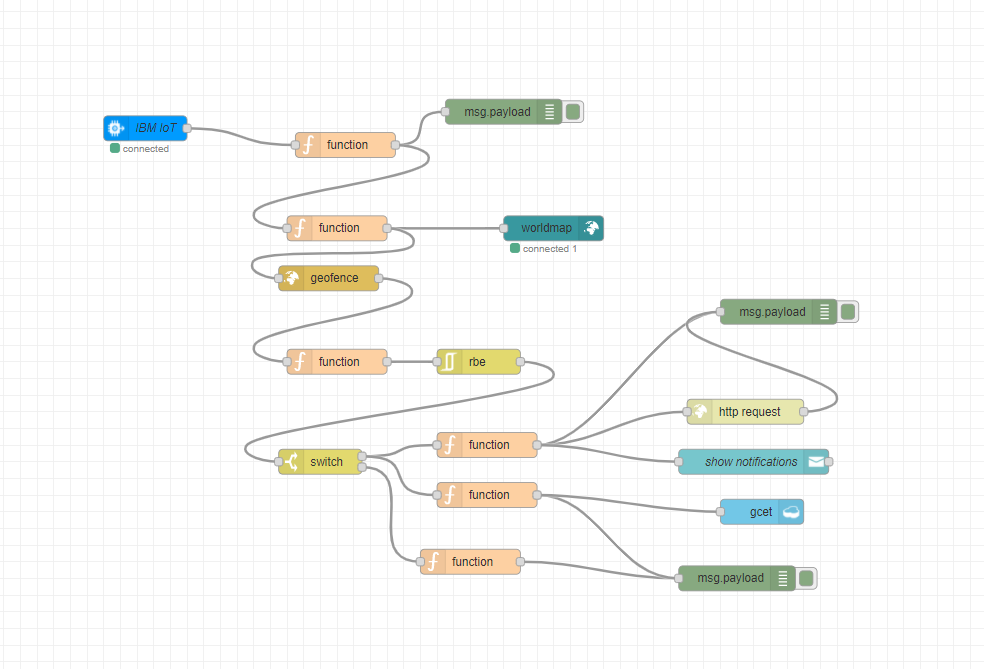 msg.payload
IBM IoT
connected
function
function
worldmap
connected 1
geofence
msg.payload
function
rbe
http request
function
switch
show notifications
function
gcet
function
msg.payload